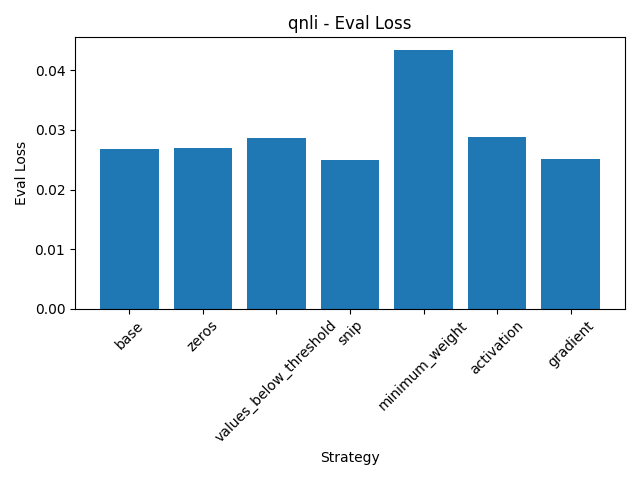 qnli - Eval Loss
Eval Loss
0.04
0.03
0.02
0.01
0.00
base
zeros
values_below_threshold
snip
minimum_weight
activation
gradient
Strategy